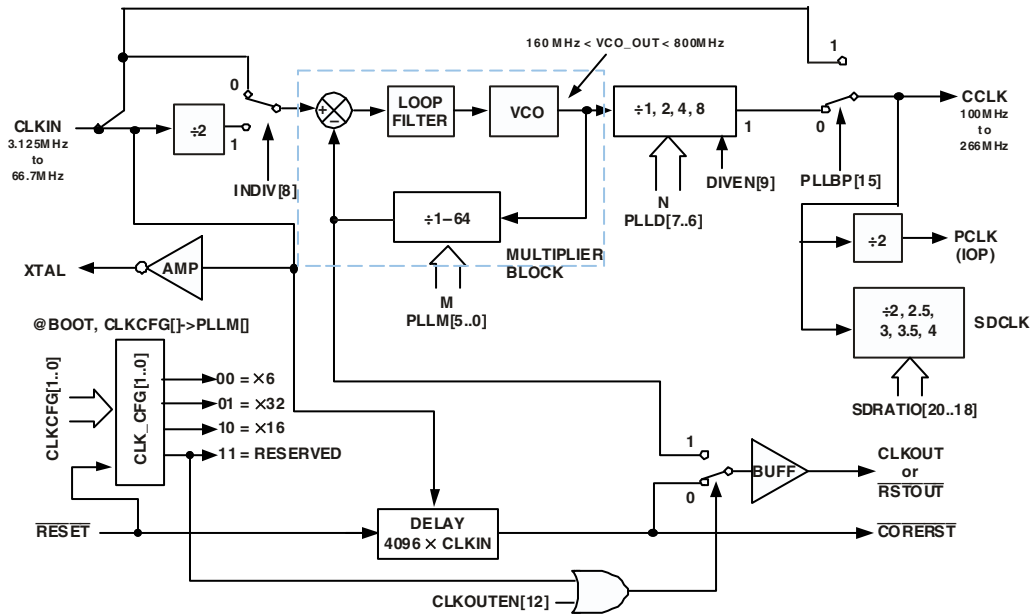 160 MHz < VCO_OUT < 800MHz
1
0
CLKIN
3.125MHz
to
66.7MHz
÷2
1
INDIV[8]
+
−
LOOP
FILTER
VCO
÷1, 2, 4, 8
1
DIVEN[9]
N
PLLD[7..6]
0
PLLBP[15]
CCLK
100MHz
to
266MHz
÷1–64
MULTIPLIER
BLOCK
M
PLLM[5..0]
÷2
PCLK
(IOP)
XTAL
AMP
÷2, 2.5,
3, 3.5, 4
SDCLK
SDRATIO[20..18]
@BOOT, CLKCFG[]->PLLM[]
CLKCFG[1..0]
CLK_CFG[1..0]
00 = ×6
01 = ×32
10 = ×16
11 = RESERVED
1
0
BUFF
CLKOUT
or
RSTOUT
RESET
DELAY
4096 × CLKIN
CORERST
CLKOUTEN[12]